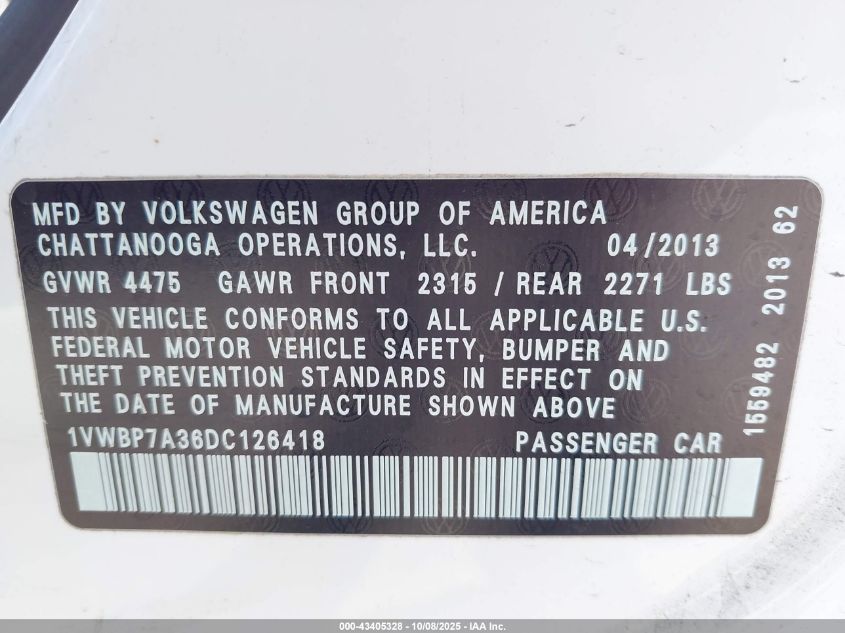 MFD BY VOLKSWAGEN GROUP OF AMERICA
CHATTANOOGA OPERATIONS, LLC. 04/2013
GVWR 4475 GAWR FRONT 2315 / REAR 2271 LBS
THIS VEHICLE CONFORMS TO ALL APPLICABLE U.S.
FEDERAL MOTOR VEHICLE SAFETY, BUMPER AND
THEFT PREVENTION STANDARDS IN EFFECT ON
THE DATE OF MANUFACTURE SHOWN ABOVE
1VWBP7A36DC126418 PASSENGER CAR
1559482 2013 62
000-43405328 - 10/08/2025 - IAA Inc.